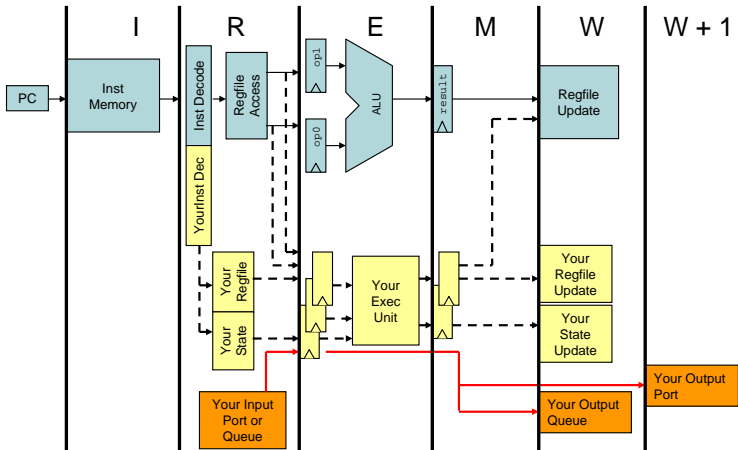 I
R
E
M
W
W + 1
PC
Inst
Memory
Inst Decode
Regfile
Access
op1
op0
ALU
result
Regfile
Update
YourInst Dec
Your
Regfile
Your
State
Your
Exec
Unit
Your
Regfile
Update
Your
State
Update
Your Input
Port or
Queue
Your Output
Queue
Your Output
Port